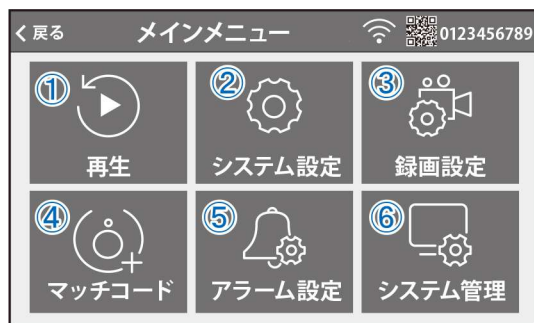 < 戻る メインメニュー 0123456789
① ② ③
再生 システム設定 録画設定
④ ⑤ ⑥
マッチコード アラーム設定 システム管理